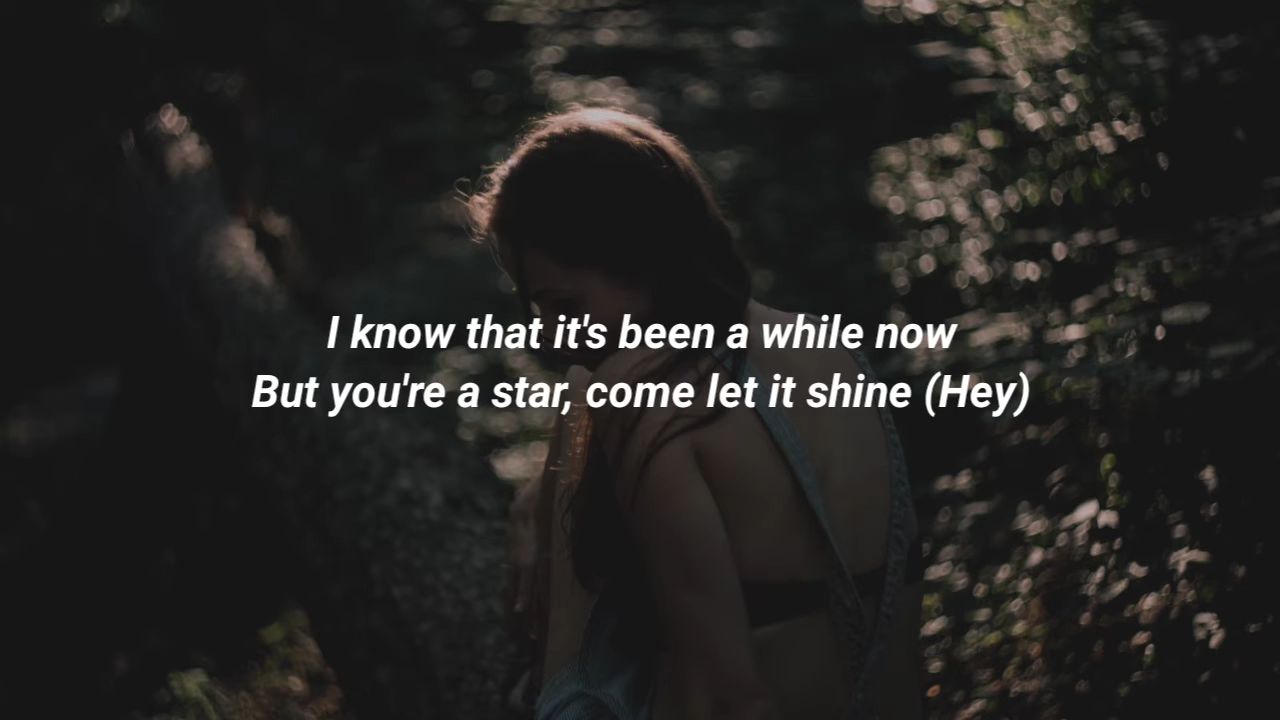 I know that it's been a while now
But you're a star, come let it shine (Hey)